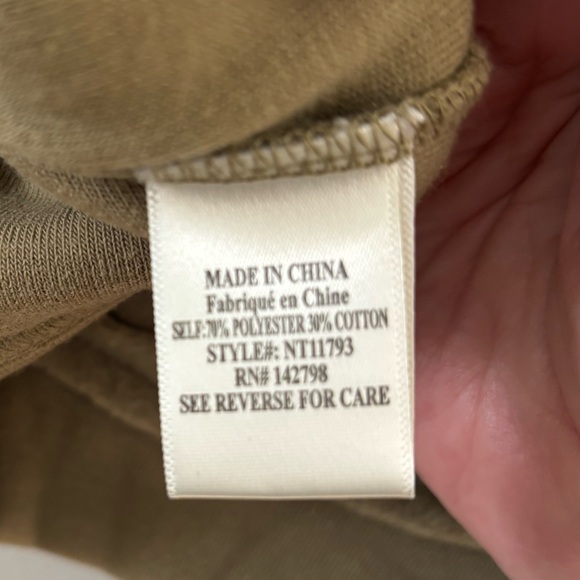 MADE IN CHINA
Fabriqué en Chine
SELF:70% POLYESTER 30% COTTON
STYLE#: NT11793
RN# 142798
SEE REVERSE FOR CARE